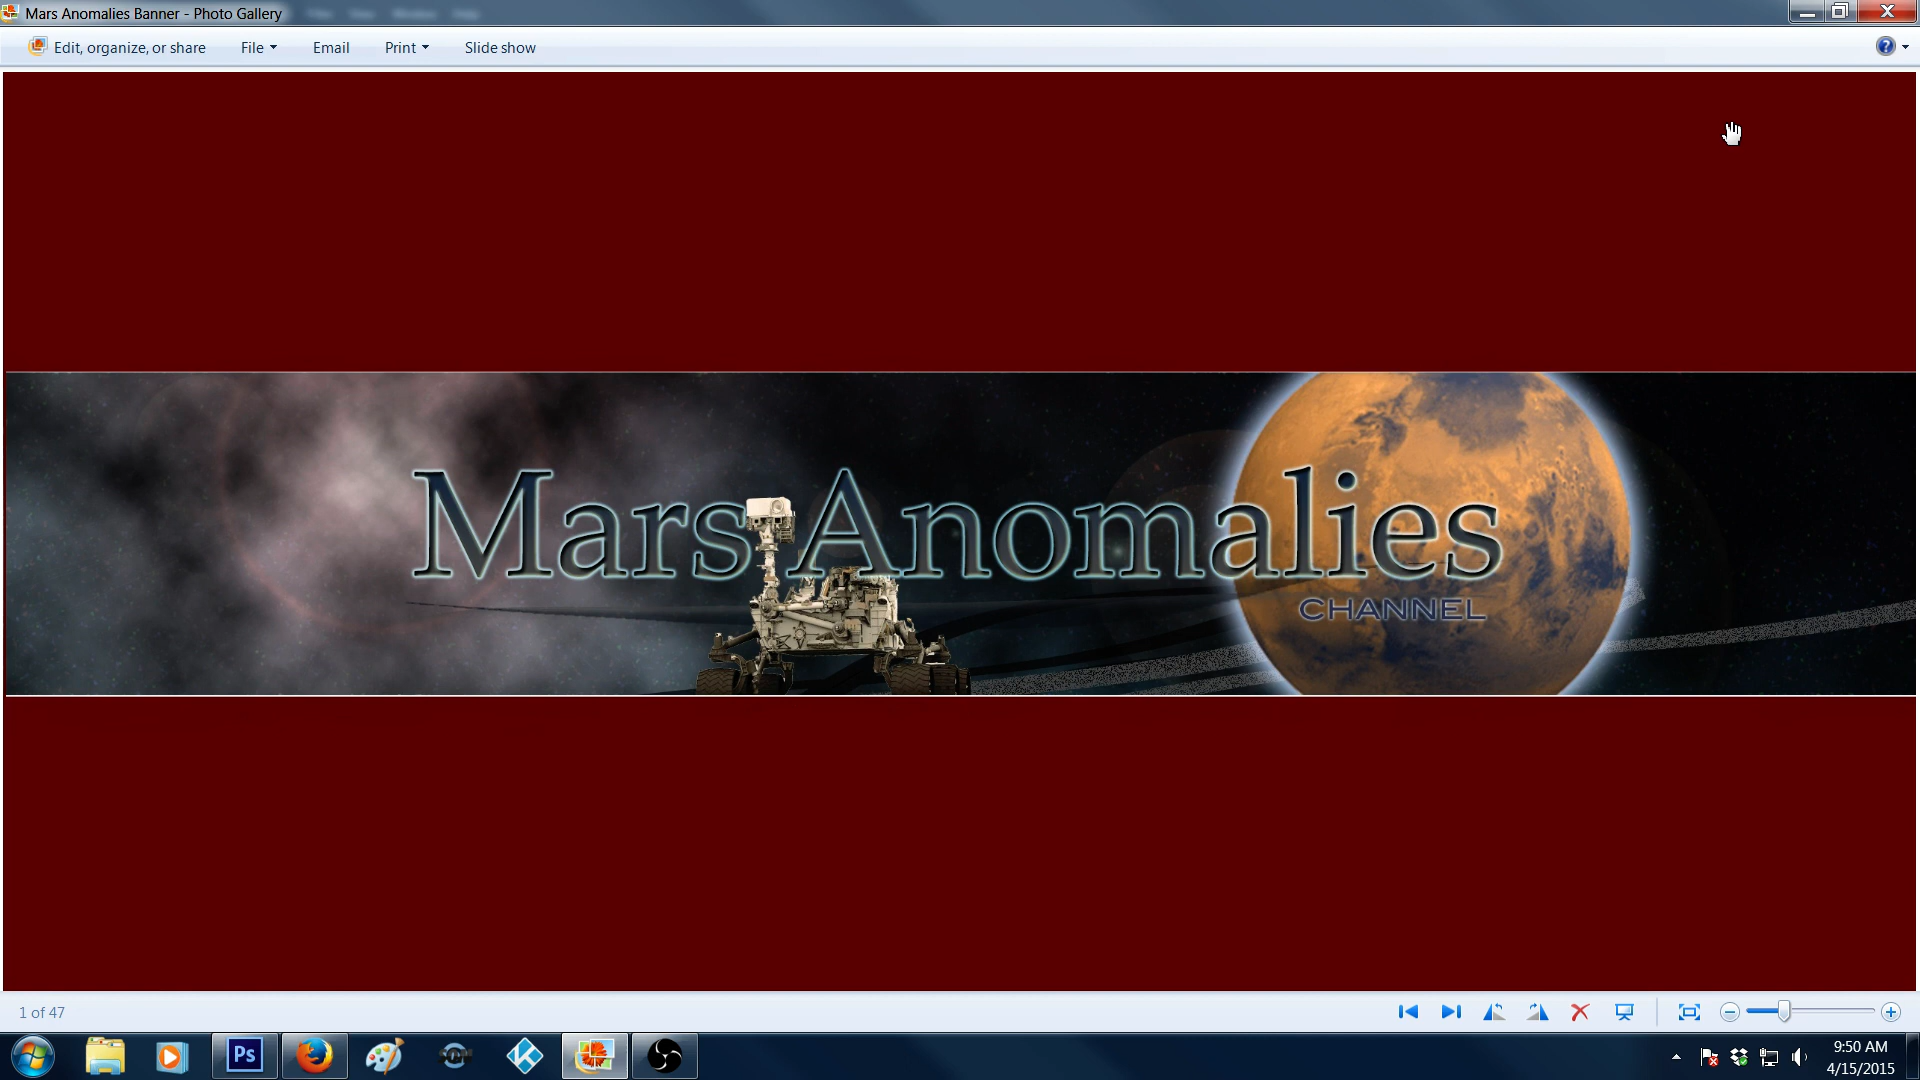 Mars Anomalies Banner - Photo Gallery
Edit, organize, or share File Email Print Slide show
Mars Anomalies
CHANNEL
1 of 47
Ps
9:50 AM
4/15/2015